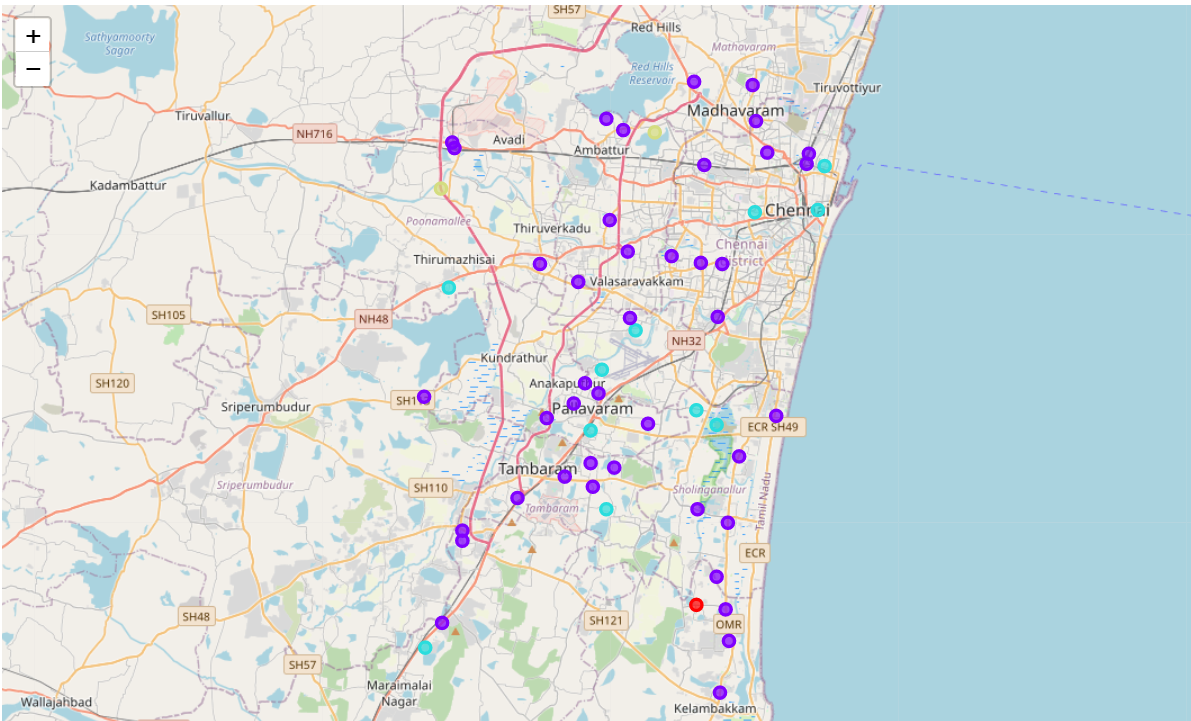 +
−
SH57
Red Hills
Sathyamoorty
Sagar
Mathavaram
Red Hills
Reservoir
Tiruvottiyur
Tiruvallur
Madhavaram
NH716
Avadi
Ambattur
Kadambattur
Chennai
Poonamallee
Thiruverkadu
Chennai
District
Thirumazhisai
Valasaravakkam
SH105
NH48
NH32
Kundrathur
SH120
Anakaputhur
SH110
Sriperumbudur
Pallavaram
ECR SH49
Tambaram
Sriperumbudur
SH110
Sholinganallur
Tamil Nadu
Tambaram
ECR
SH48
SH121
OMR
SH57
Maraimalai
Nagar
Wallajahbad
Kelambakkam